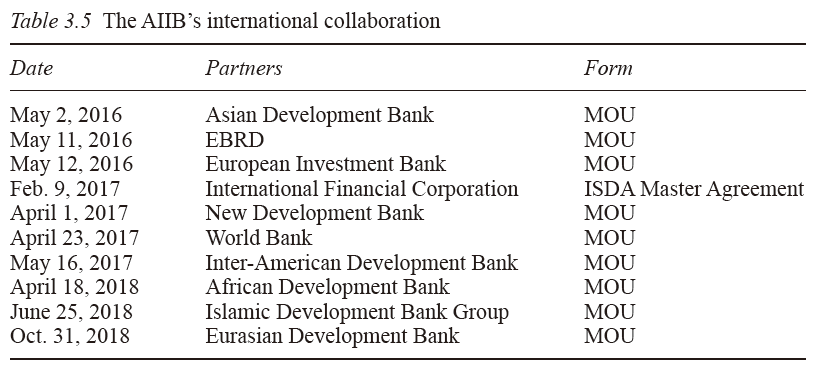 Table 3.5 The AIIB's international collaboration
Date Partners Form
May 2, 2016 Asian Development Bank MOU
May 11, 2016 EBRD MOU
May 12, 2016 European Investment Bank MOU
Feb. 9, 2017 International Financial Corporation ISDA Master Agreement
April 1, 2017 New Development Bank MOU
April 23, 2017 World Bank MOU
May 16, 2017 Inter-American Development Bank MOU
April 18, 2018 African Development Bank MOU
June 25, 2018 Islamic Development Bank Group MOU
Oct. 31, 2018 Eurasian Development Bank MOU